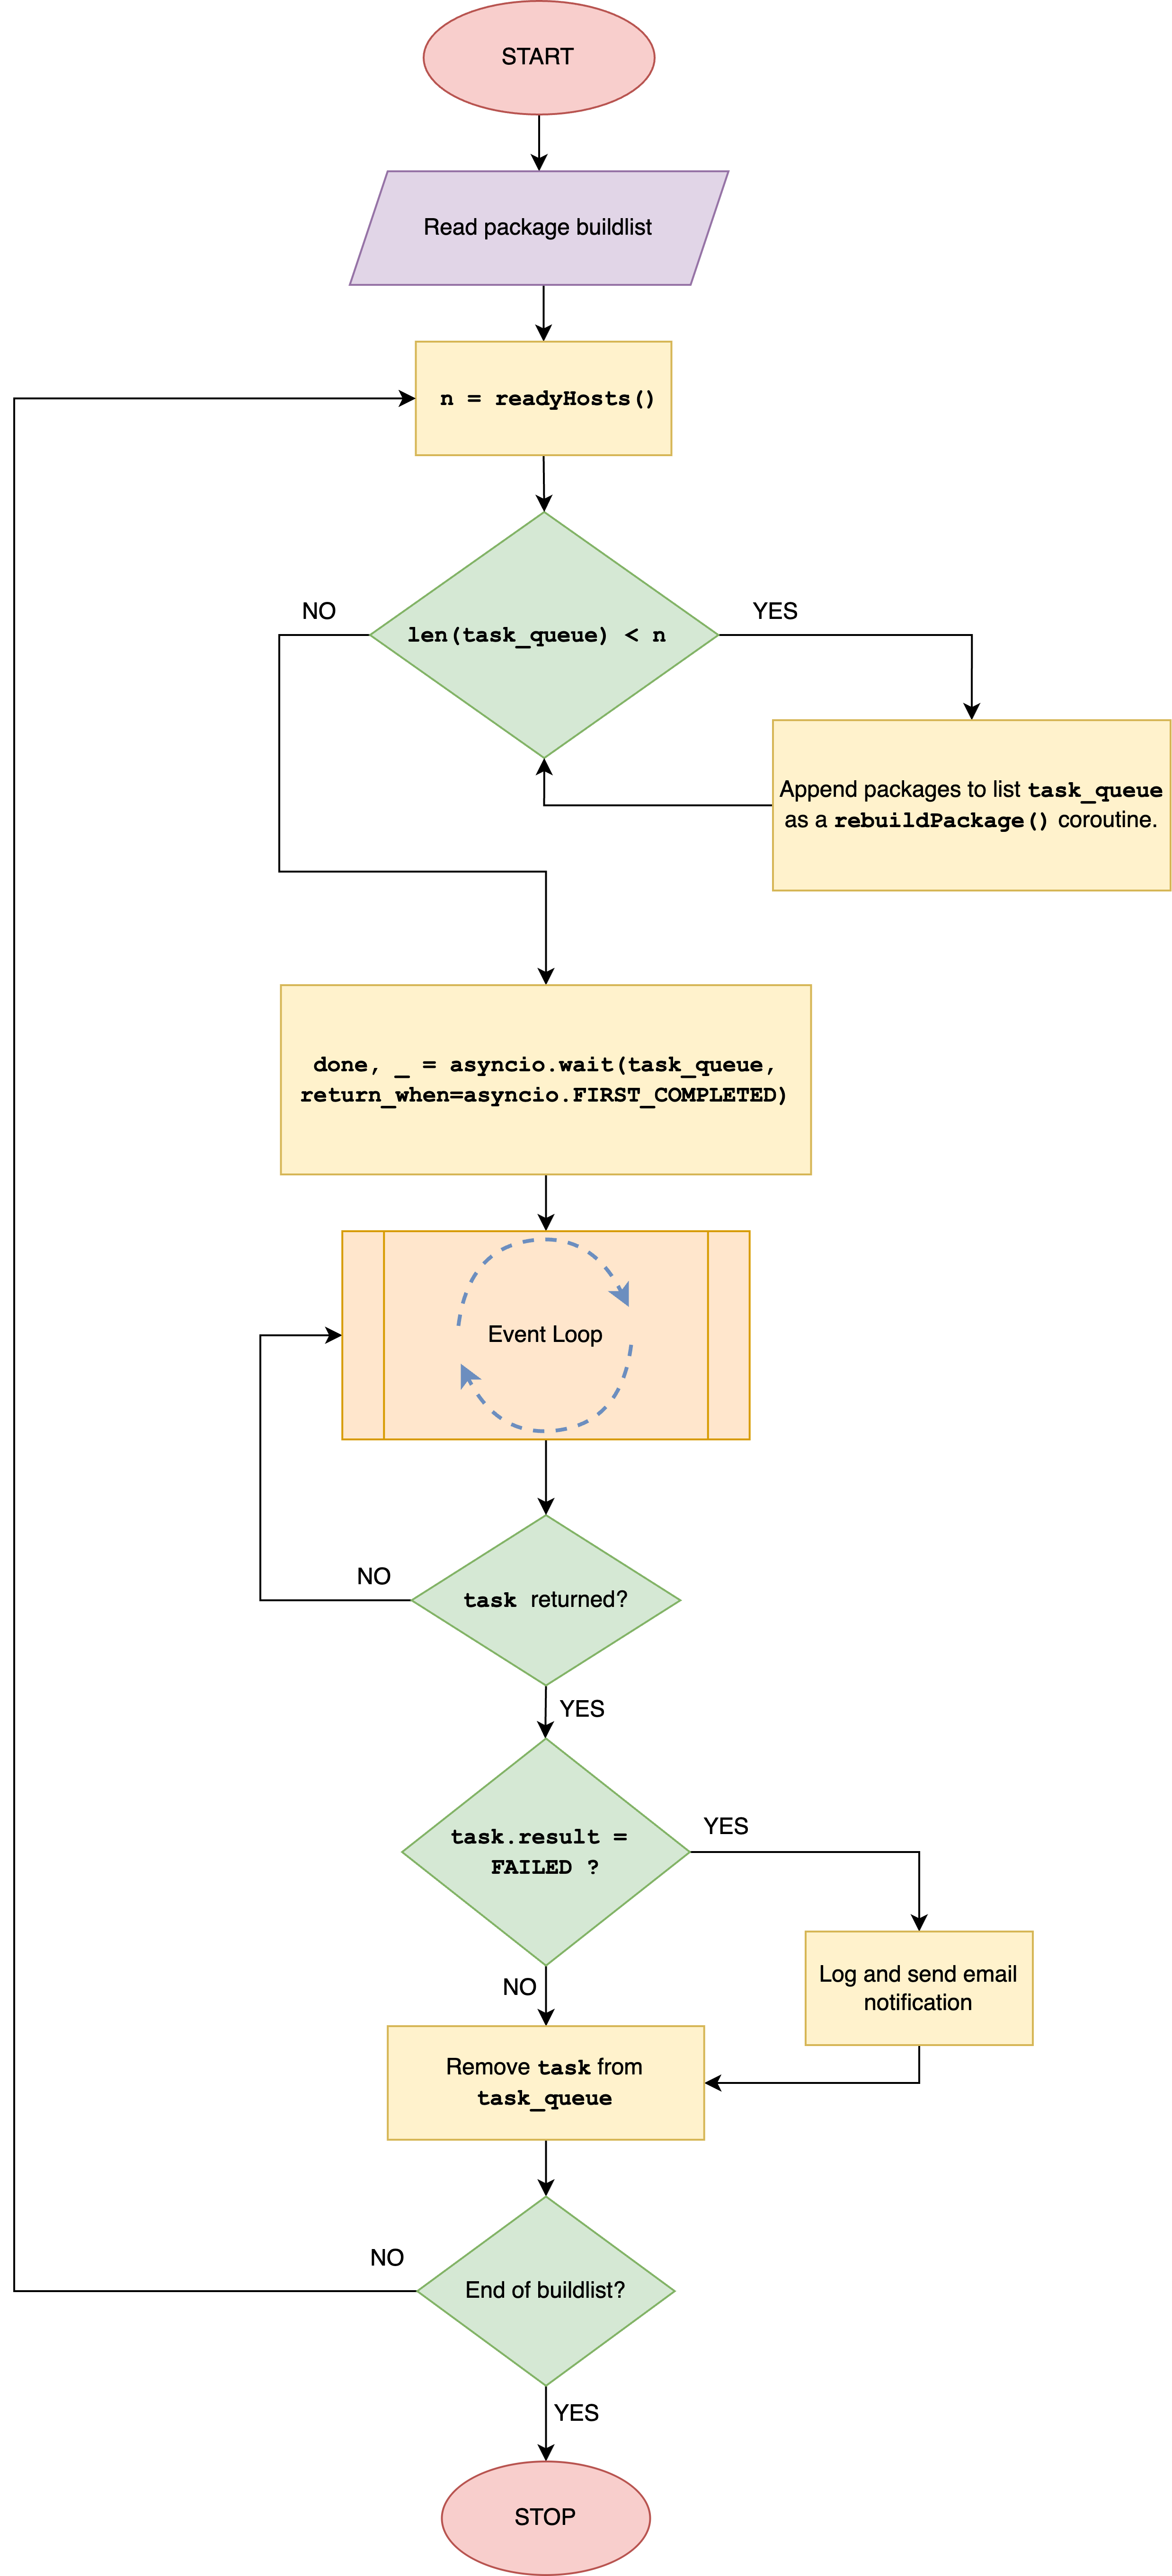 START
Read package buildlist
n = readyHosts()
NO
YES
len(task_queue) < n
Append packages to list task_queue
as a rebuildPackage() coroutine.
done, _ = asyncio.wait(task_queue,
return_when=asyncio.FIRST_COMPLETED)
Event Loop
NO
task returned?
YES
YES
task.result =
FAILED ?
Log and send email
notification
NO
Remove task from
task_queue
NO
End of buildlist?
YES
STOP